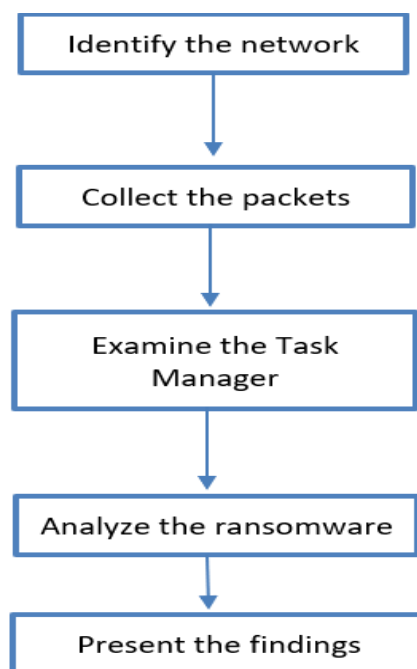 Identify the network
Collect the packets
Examine the Task
Manager
Analyze the ransomware
Present the findings